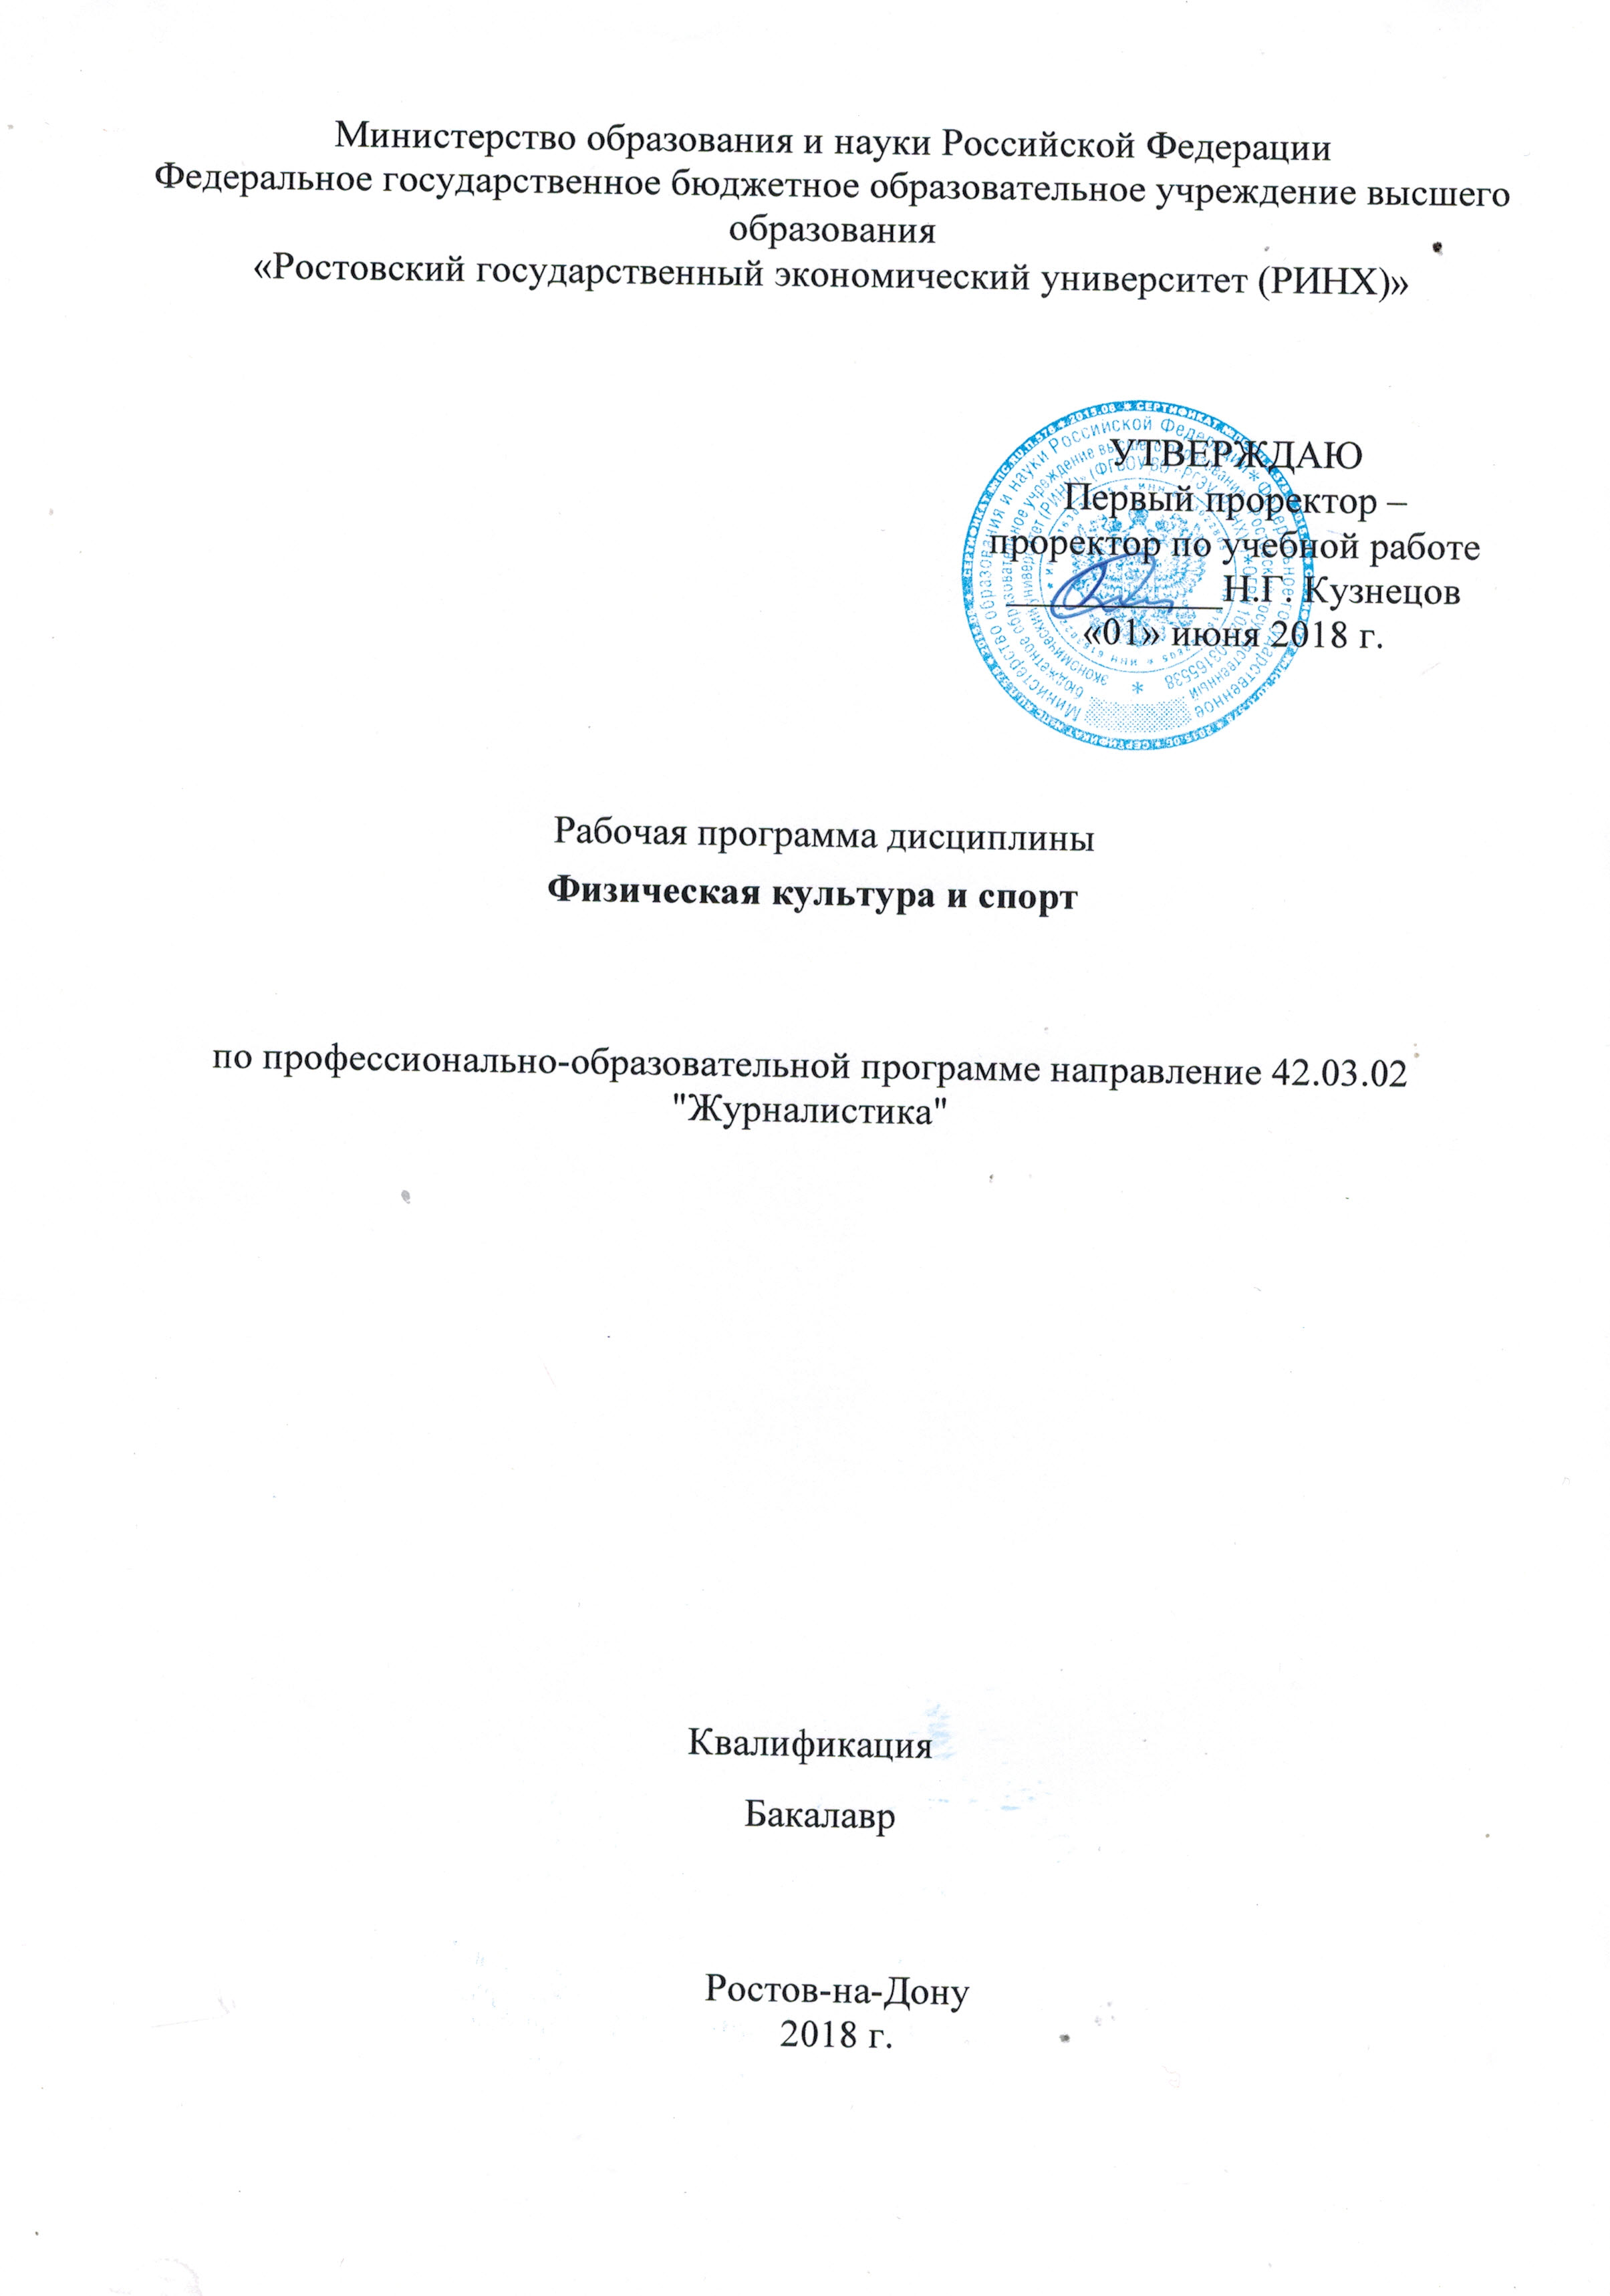 Министерство образования и науки Российской Федерации
Федеральное государственное бюджетное образовательное учреждение высшего
образования
«Ростовский государственный экономический университет (РИНХ)»
УТВЕРЖДАЮ
Первый проректор –
проректор по учебной работе
Н.Г. Кузнецов
«01» июня 2018 г.
Рабочая программа дисциплины
Физическая культура и спорт
по профессионально-образовательной программе направление 42.03.02
"Журналистика"
Квалификация
Бакалавр
Ростов-на-Дону
2018 г.